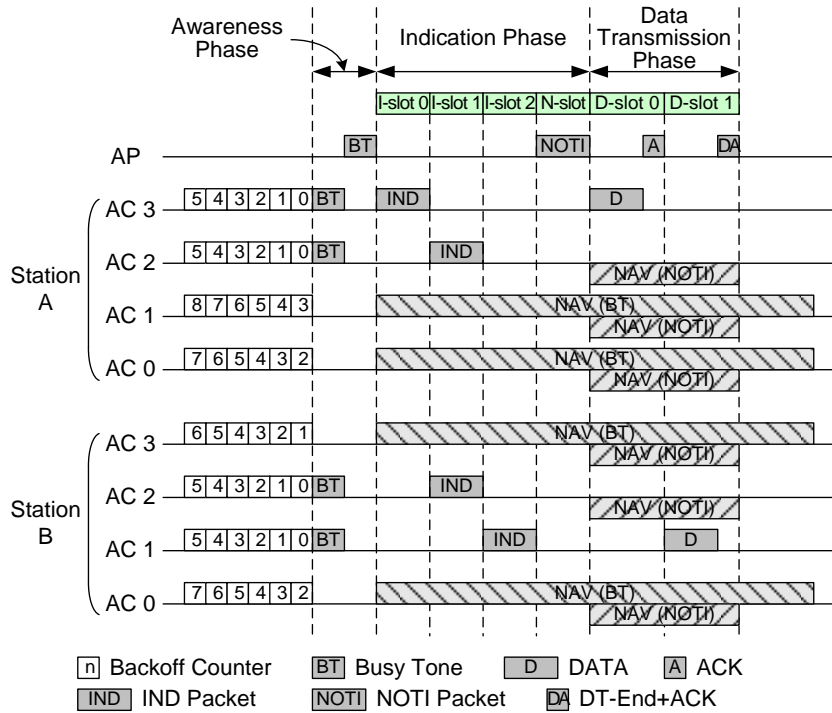 Awareness Phase
Indication Phase
Data Transmission Phase
I-slot 0 I-slot 1 I-slot 2 N-slot D-slot 0 D-slot 1
AP BT NOTI A DA
Station A
AC 3 5 4 3 2 1 0 BT IND D
AC 2 5 4 3 2 1 0 BT IND
NAV (NOTI)
AC 1 8 7 6 5 4 3 NAV (BT)
NAV (NOTI)
AC 0 7 6 5 4 3 2 NAV (BT)
NAV (NOTI)
Station B
AC 3 6 5 4 3 2 1 NAV (BT)
NAV (NOTI)
AC 2 5 4 3 2 1 0 BT IND
NAV (NOTI)
AC 1 5 4 3 2 1 0 BT IND D
AC 0 7 6 5 4 3 2 NAV (BT)
NAV (NOTI)
n Backoff Counter BT Busy Tone D DATA A ACK
IND IND Packet NOTI NOTI Packet DA DT-End+ACK